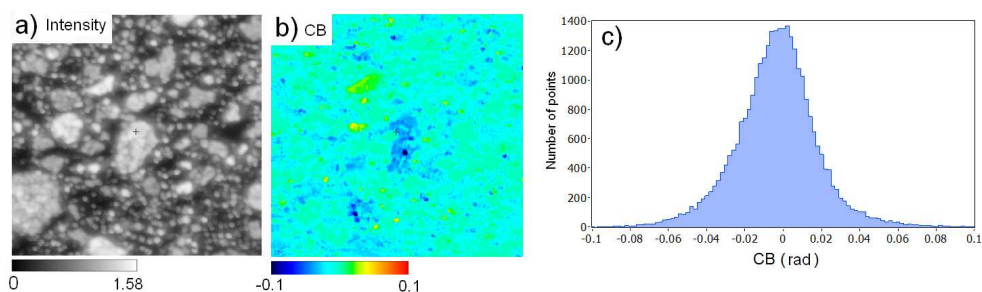 a) Intensity
0 1.58
b) CB
-0.1 0.1
c)
Number of points
1400
1200
1000
800
600
400
200
0
-0.1 -0.08 -0.06 -0.04 -0.02 0 0.02 0.04 0.06 0.08 0.1
CB (rad)